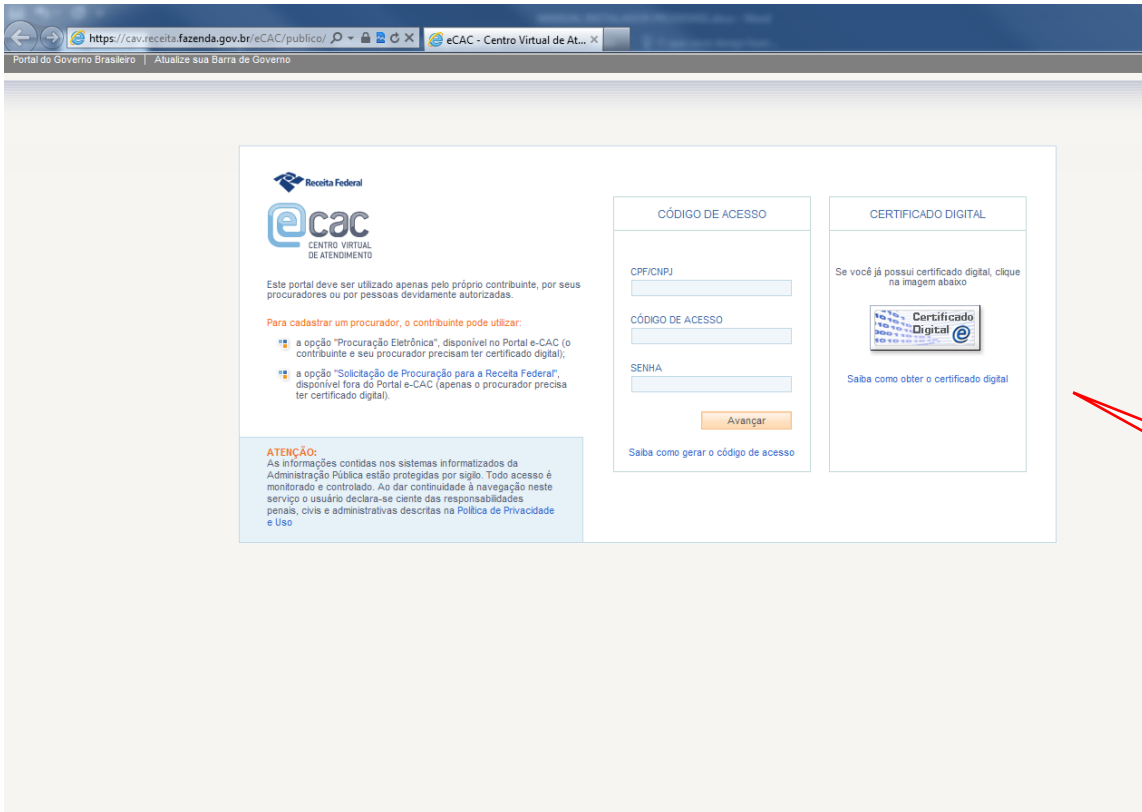 https://cav.receita.fazenda.gov.br/eCAC/publico/
eCAC - Centro Virtual de At...
Portal do Governo Brasileiro | Atualize sua Barra de Governo
Receita Federal
ecac
CENTRO VIRTUAL
DE ATENDIMENTO
Este portal deve ser utilizado apenas pelo próprio contribuinte, por seus
procuradores ou por pessoas devidamente autorizadas.
Para cadastrar um procurador, o contribuinte pode utilizar:
a opção "Procuração Eletrônica", disponível no Portal e-CAC (o
contribuinte e seu procurador precisam ter certificado digital);
a opção "Solicitação de Procuração para a Receita Federal",
disponível fora do Portal e-CAC (apenas o procurador precisa
ter certificado digital).
ATENÇÃO:
As informações contidas nos sistemas informatizados da
Administração Pública estão protegidas por sigilo. Todo acesso é
monitorado e controlado. Ao dar continuidade à navegação neste
serviço o usuário declara-se ciente das responsabilidades
penais, civis e administrativas descritas na Política de Privacidade
e Uso
CÓDIGO DE ACESSO
CPF/CNPJ
CÓDIGO DE ACESSO
SENHA
Avançar
Saiba como gerar o código de acesso
CERTIFICADO DIGITAL
Se você já possui certificado digital, clique
na imagem abaixo
Certificado
Digital e
Saiba como obter o certificado digital